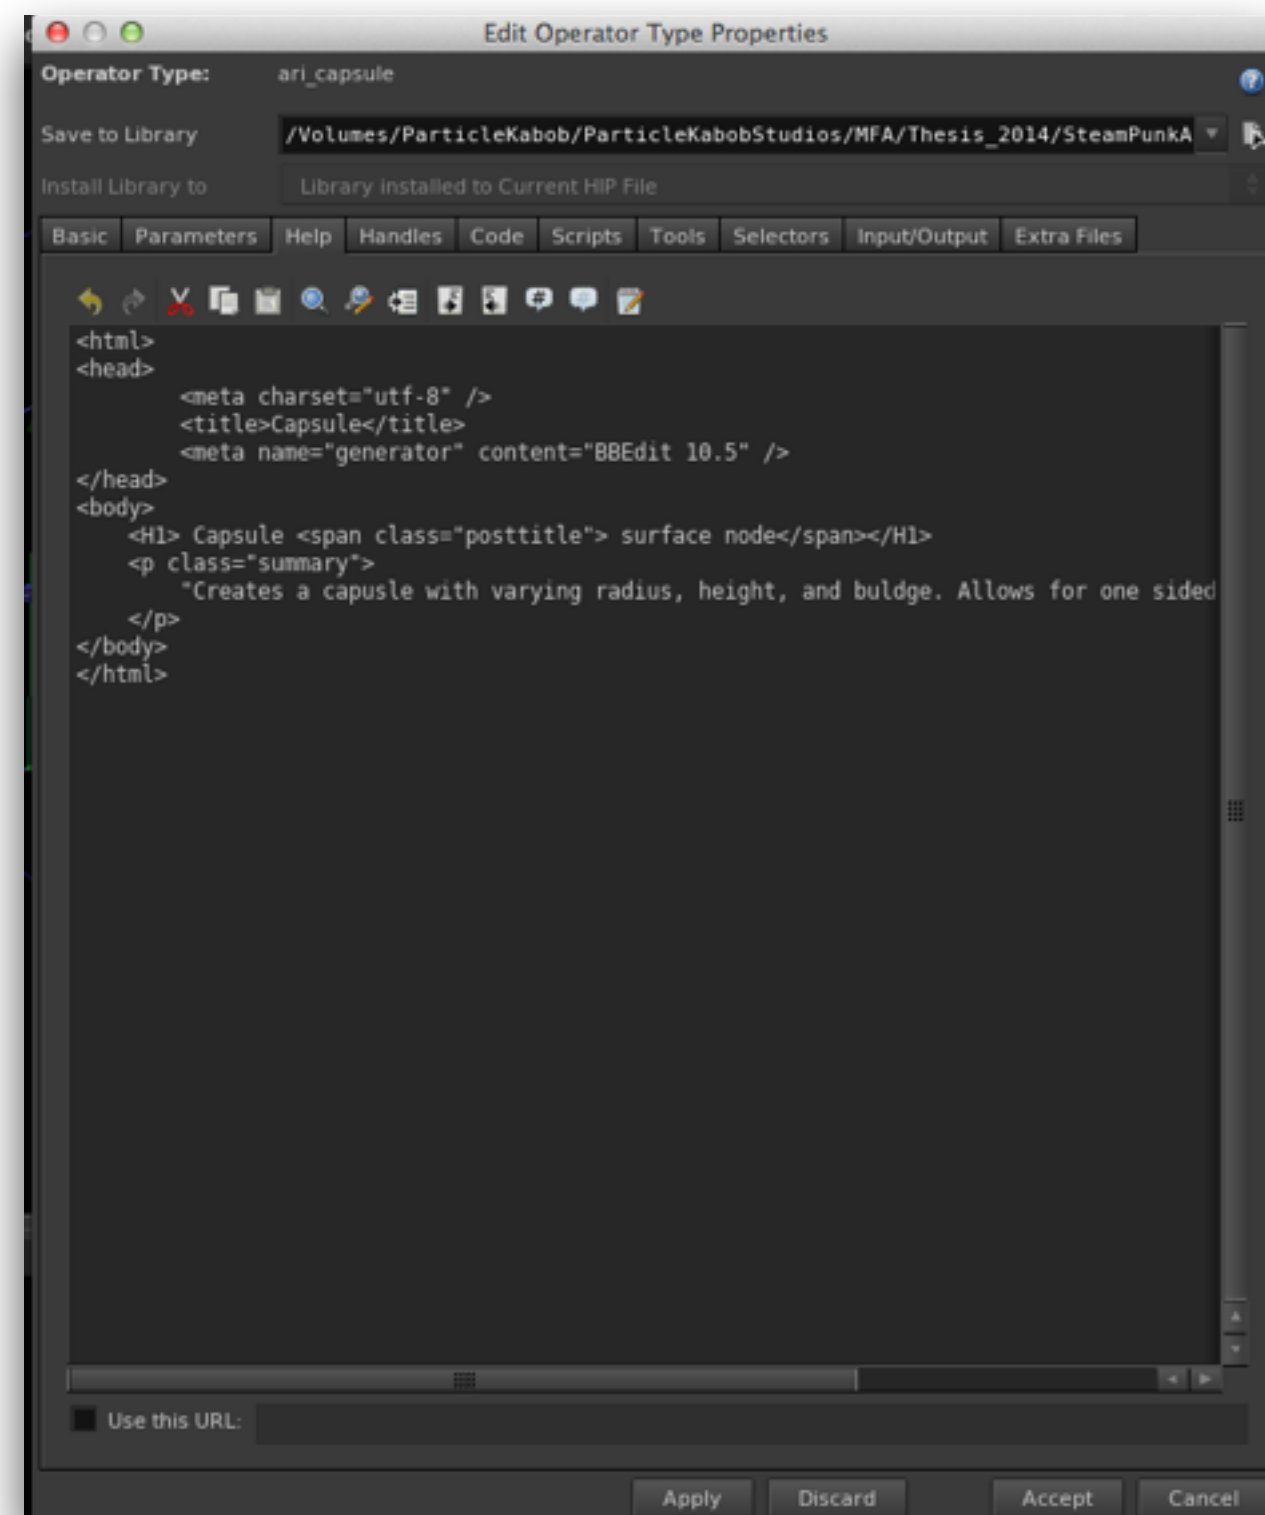 Edit Operator Type Properties
Operator Type: ari_capsule
Save to Library /Volumes/ParticleKabob/ParticleKabobStudios/MFA/Thesis_2014/SteamPunkA
Install Library to Library installed to Current HIP File
Basic Parameters Help Handles Code Scripts Tools Selectors Input/Output Extra Files
<html>
<head>
<meta charset="utf-8" />
<title>Capsule</title>
<meta name="generator" content="BBEdit 10.5" />
</head>
<body>
<H1> Capsule <span class="posttitle"> surface node</span></H1>
<p class="summary">
"Creates a capusle with varying radius, height, and buldge. Allows for one sided
</p>
</body>
</html>
Use this URL:
Apply Discard Accept Cancel